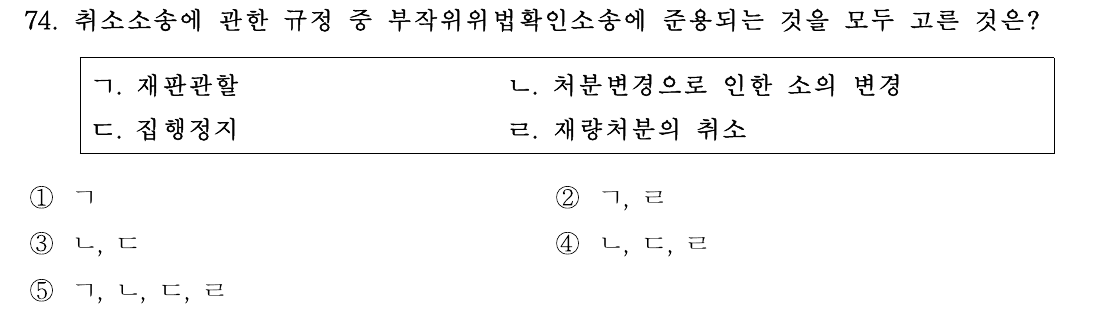 74. 취소소송에 관한 규정 중 부작위위법확인소송에 준용되는 것을 모두 고른 것은?
ㄱ. 재판관할 ㄴ. 처분변경으로 인한 소의 변경
ㄷ. 집행정지 ㄹ. 재량처분의 취소
① ㄱ ② ㄱ, ㄹ
③ ㄴ, ㄷ ④ ㄴ, ㄷ, ㄹ
⑤ ㄱ, ㄴ, ㄷ, ㄹ